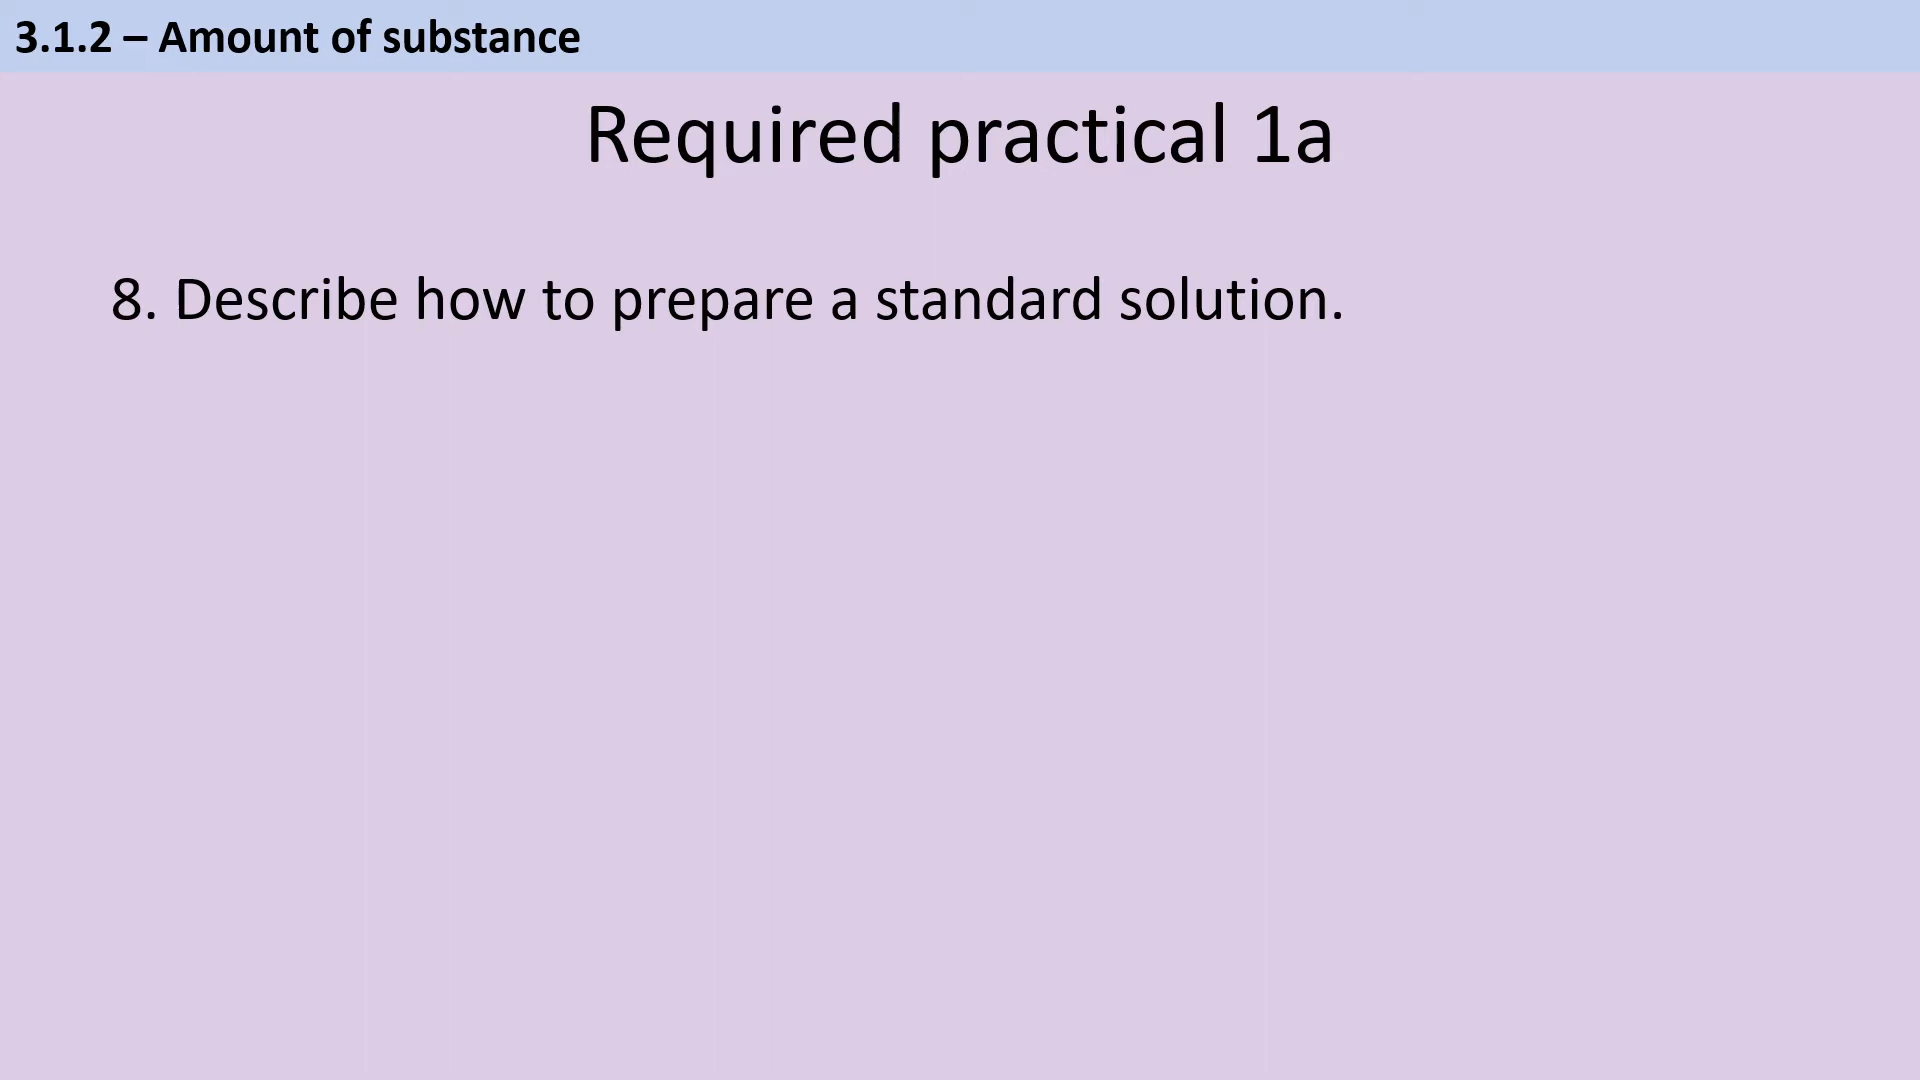 3.1.2 – Amount of substance
Required practical 1a
8. Describe how to prepare a standard solution.